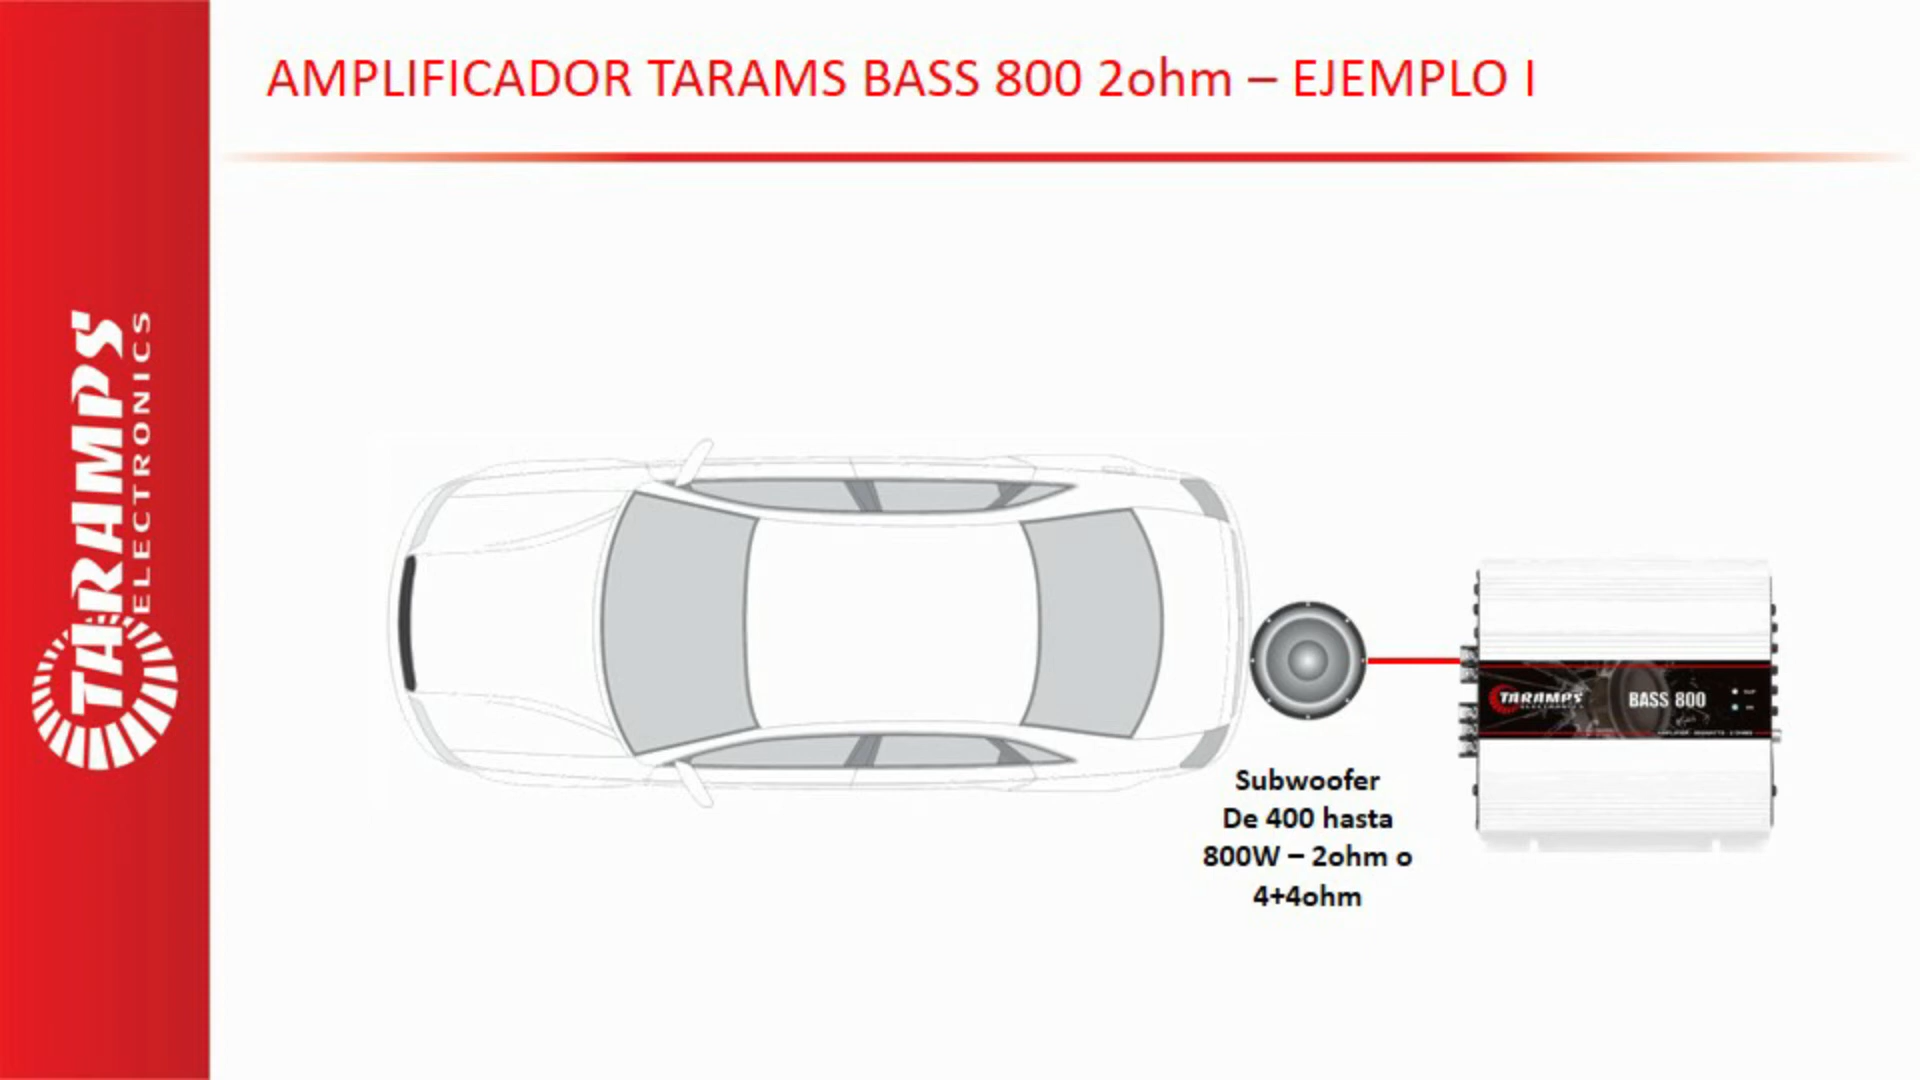 AMPLIFICADOR TARAMS BASS 800 2ohm – EJEMPLO I
TARAMPS
ELECTRONICS
TARAMPS
ELECTRONICS
BASS 800
Subwoofer
De 400 hasta
800W – 2ohm o
4+4ohm